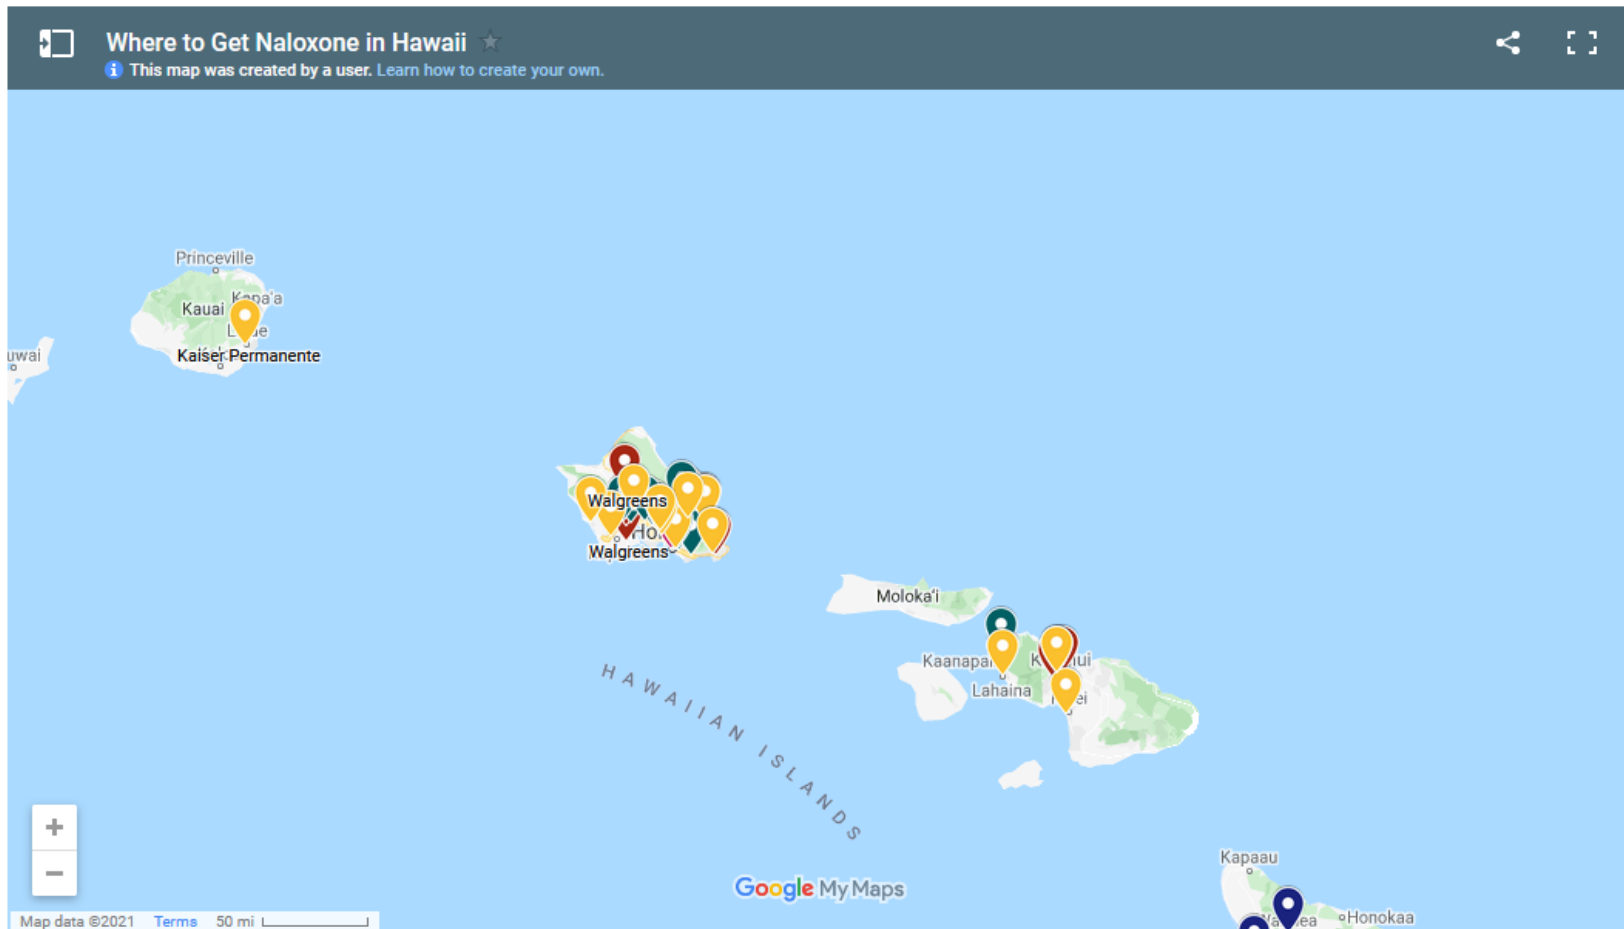 Where to Get Naloxone in Hawaii
This map was created by a user. Learn how to create your own.
Princeville
Kauai
Kaiser Permanente
uwai
Walgreens
Walgreens
Moloka'i
Lahaina
HAWAIIAN ISLANDS
Kapaau
Honokaa
Google My Maps
Map data ©2021 Terms 50 mi